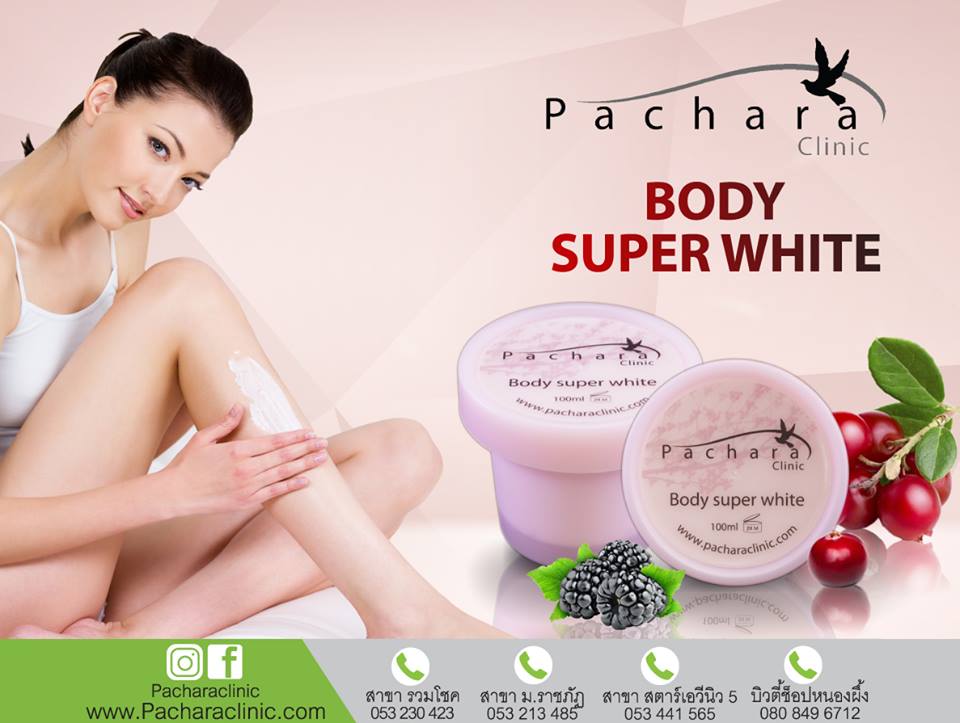 Pachara
Clinic
BODY
SUPER WHITE
Pachara
Clinic
Body super white
100ml
www.pacharaclinic.com
Pachara
Clinic
Body super white
100ml 24 M
www.pacharaclinic.com
Pacharaclinic
www.Pacharaclinic.com
สาขา รวมโชค
053 230 423
สาขา ม.ราชภัฏ
053 213 485
สาขา สตาร์เอวีนิว 5
053 441 565
บิวตี้ช็อปหนองผึ้ง
080 849 6712